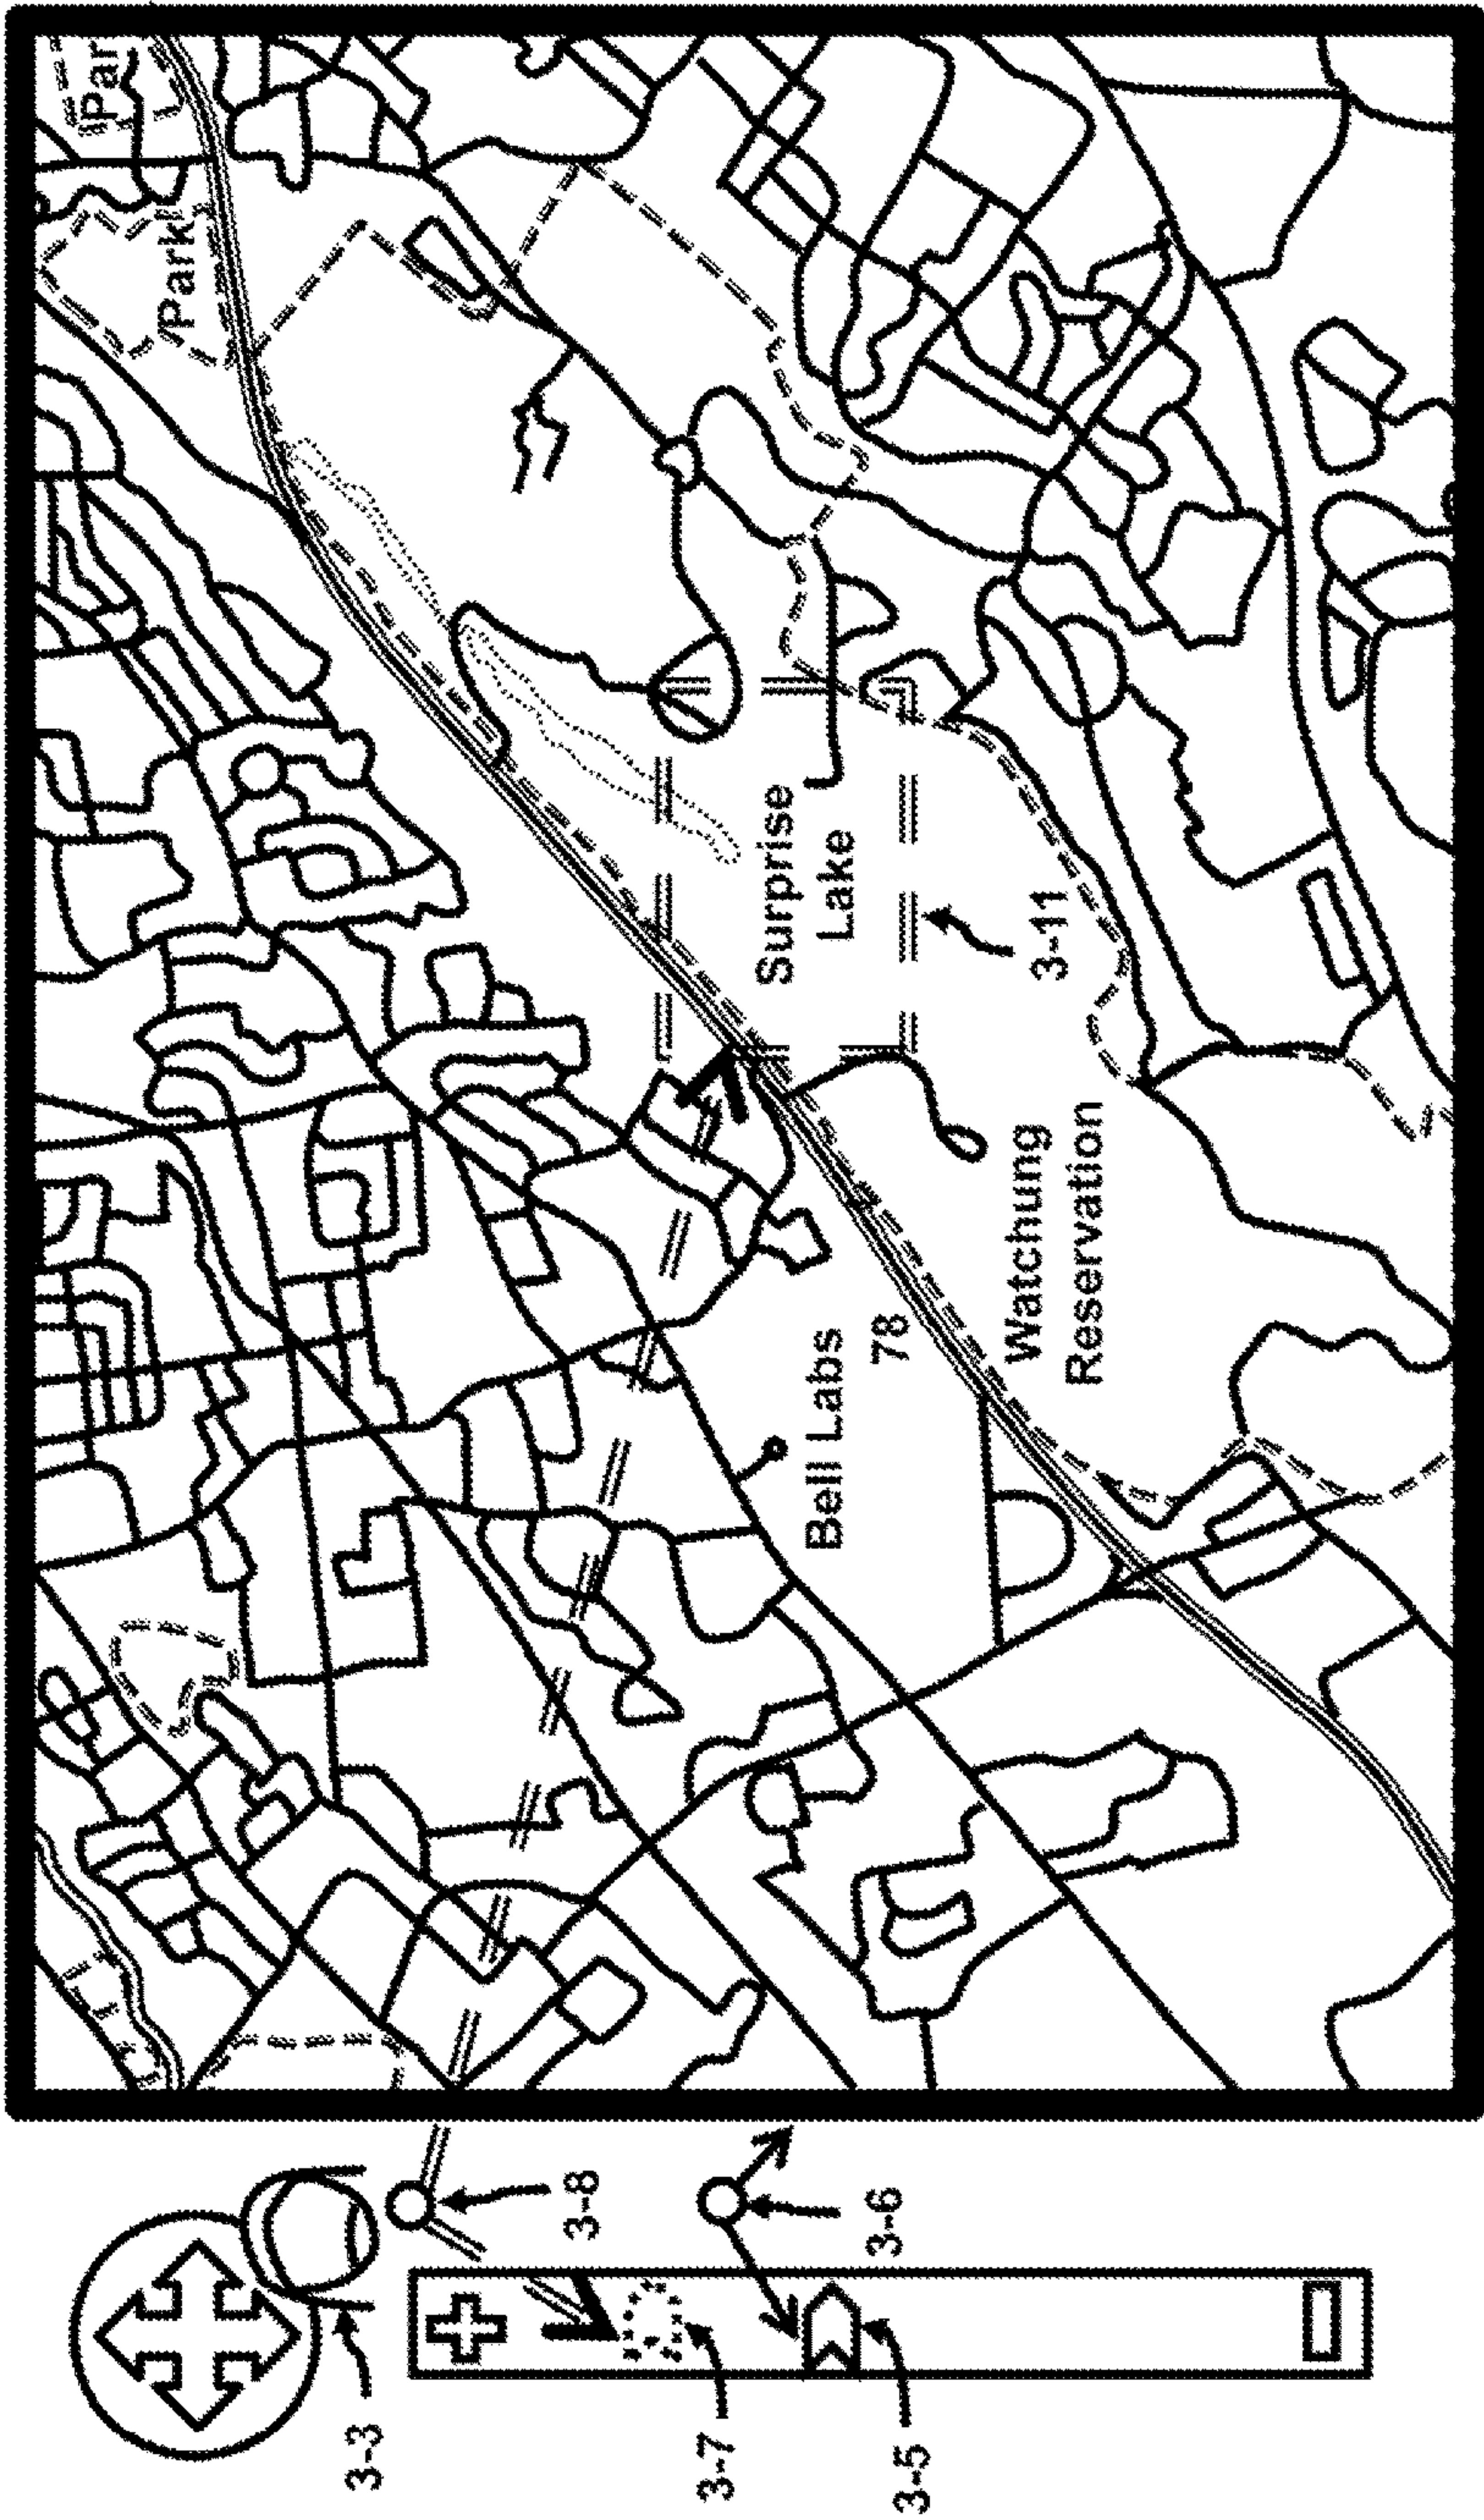 Park
Par
Surprise
Lake
3-11
Bell Labs
78
Watchung
Reservation
3-3
3-8
3-7
3-6
3-5